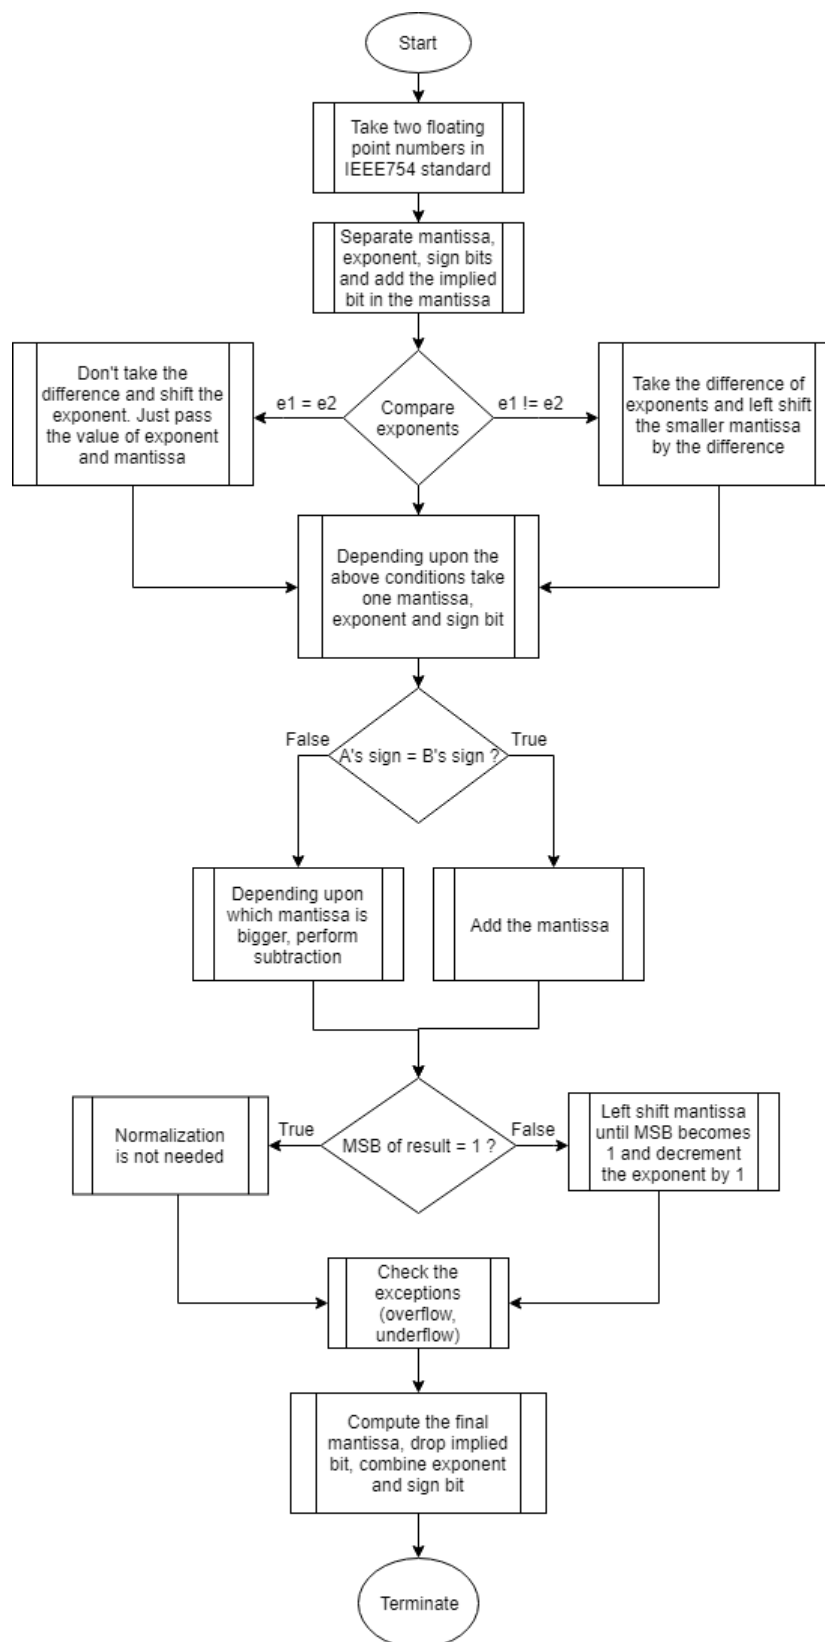 Start
Take two floating
point numbers in
IEEE754 standard
Separate mantissa,
exponent, sign bits
and add the implied
bit in the mantissa
Don't take the
difference and shift the
exponent. Just pass
the value of exponent
and mantissa
e1 = e2
Compare
exponents
e1 != e2
Take the difference of
exponents and left shift
the smaller mantissa
by the difference
Depending upon the
above conditions take
one mantissa,
exponent and sign bit
False
A's sign = B's sign ?
True
Depending upon
which mantissa is
bigger, perform
subtraction
Add the mantissa
Normalization
is not needed
True
MSB of result = 1 ?
False
Left shift mantissa
until MSB becomes
1 and decrement
the exponent by 1
Check the
exceptions
(overflow,
underflow)
Compute the final
mantissa, drop implied
bit, combine exponent
and sign bit
Terminate